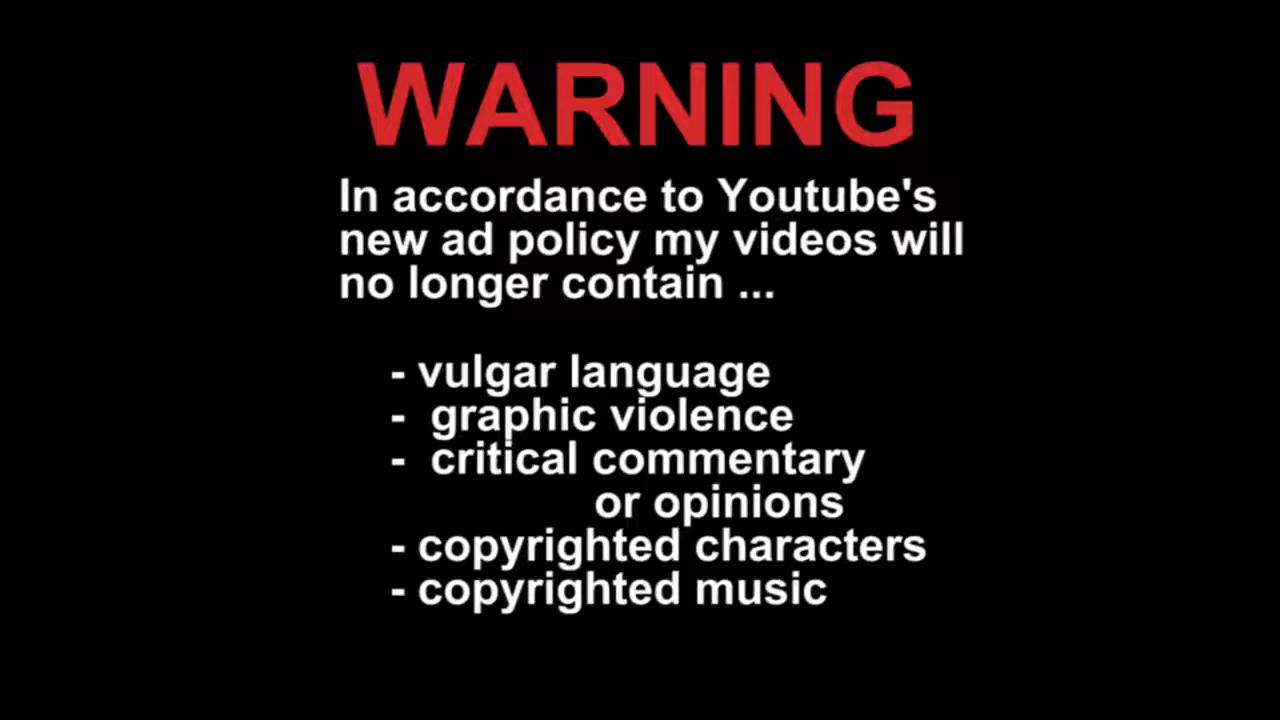 WARNING
In accordance to Youtube's
new ad policy my videos will
no longer contain ...
- vulgar language
- graphic violence
- critical commentary
or opinions
- copyrighted characters
- copyrighted music